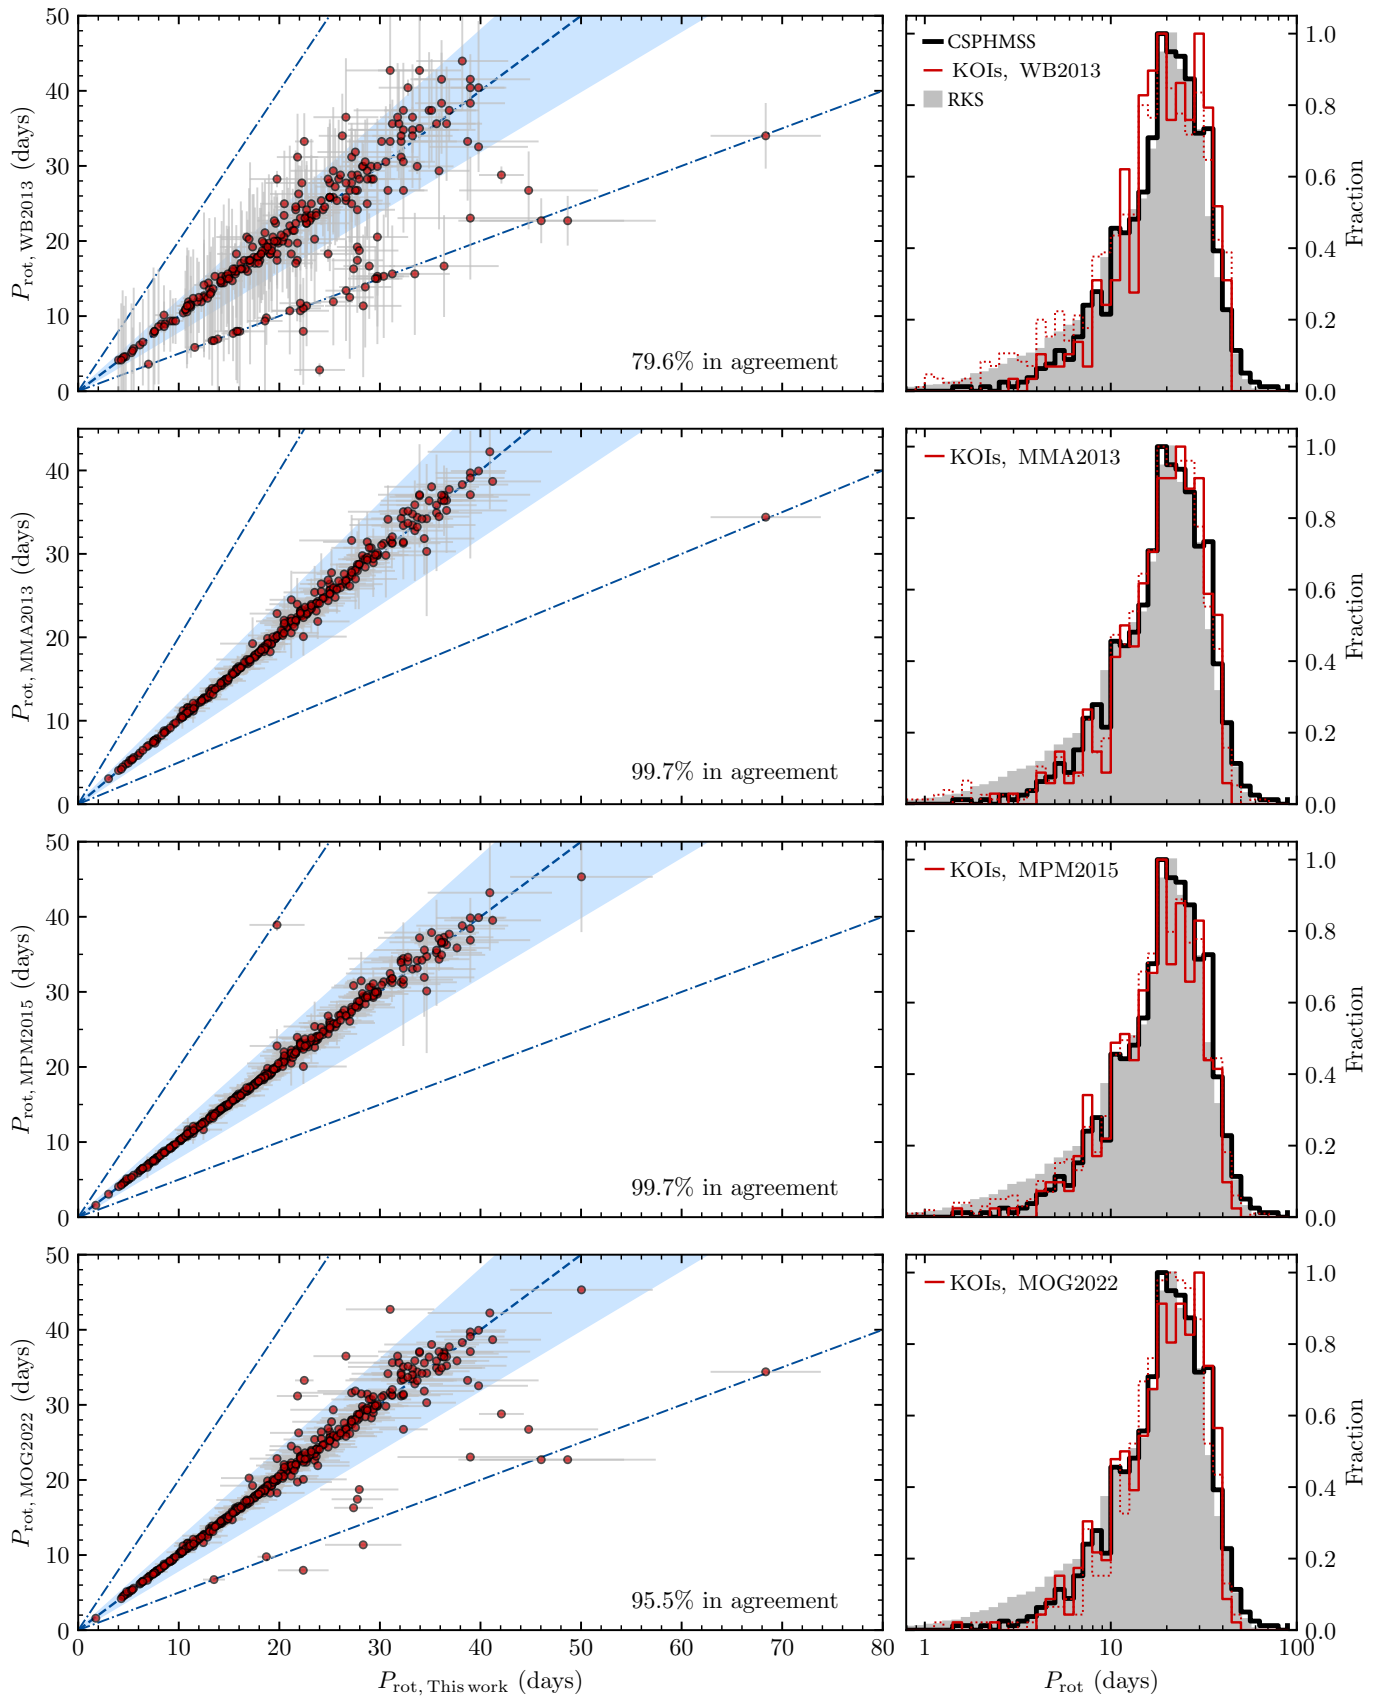 50
40
30
20
10
0
P_rot, WB2013 (days)
79.6% in agreement
CSPHMSS
KOIs, WB2013
RKS
1.0
0.8
0.6
0.4
0.2
0.0
Fraction
40
30
20
10
0
P_rot, MMA2013 (days)
99.7% in agreement
KOIs, MMA2013
1.0
0.8
0.6
0.4
0.2
0.0
Fraction
50
40
30
20
10
0
P_rot, MPM2015 (days)
99.7% in agreement
KOIs, MPM2015
1.0
0.8
0.6
0.4
0.2
0.0
Fraction
50
40
30
20
10
0
P_rot, MOG2022 (days)
95.5% in agreement
0 10 20 30 40 50 60 70 80
P_rot, This work (days)
KOIs, MOG2022
1.0
0.8
0.6
0.4
0.2
0.0
Fraction
1 10 100
P_rot (days)